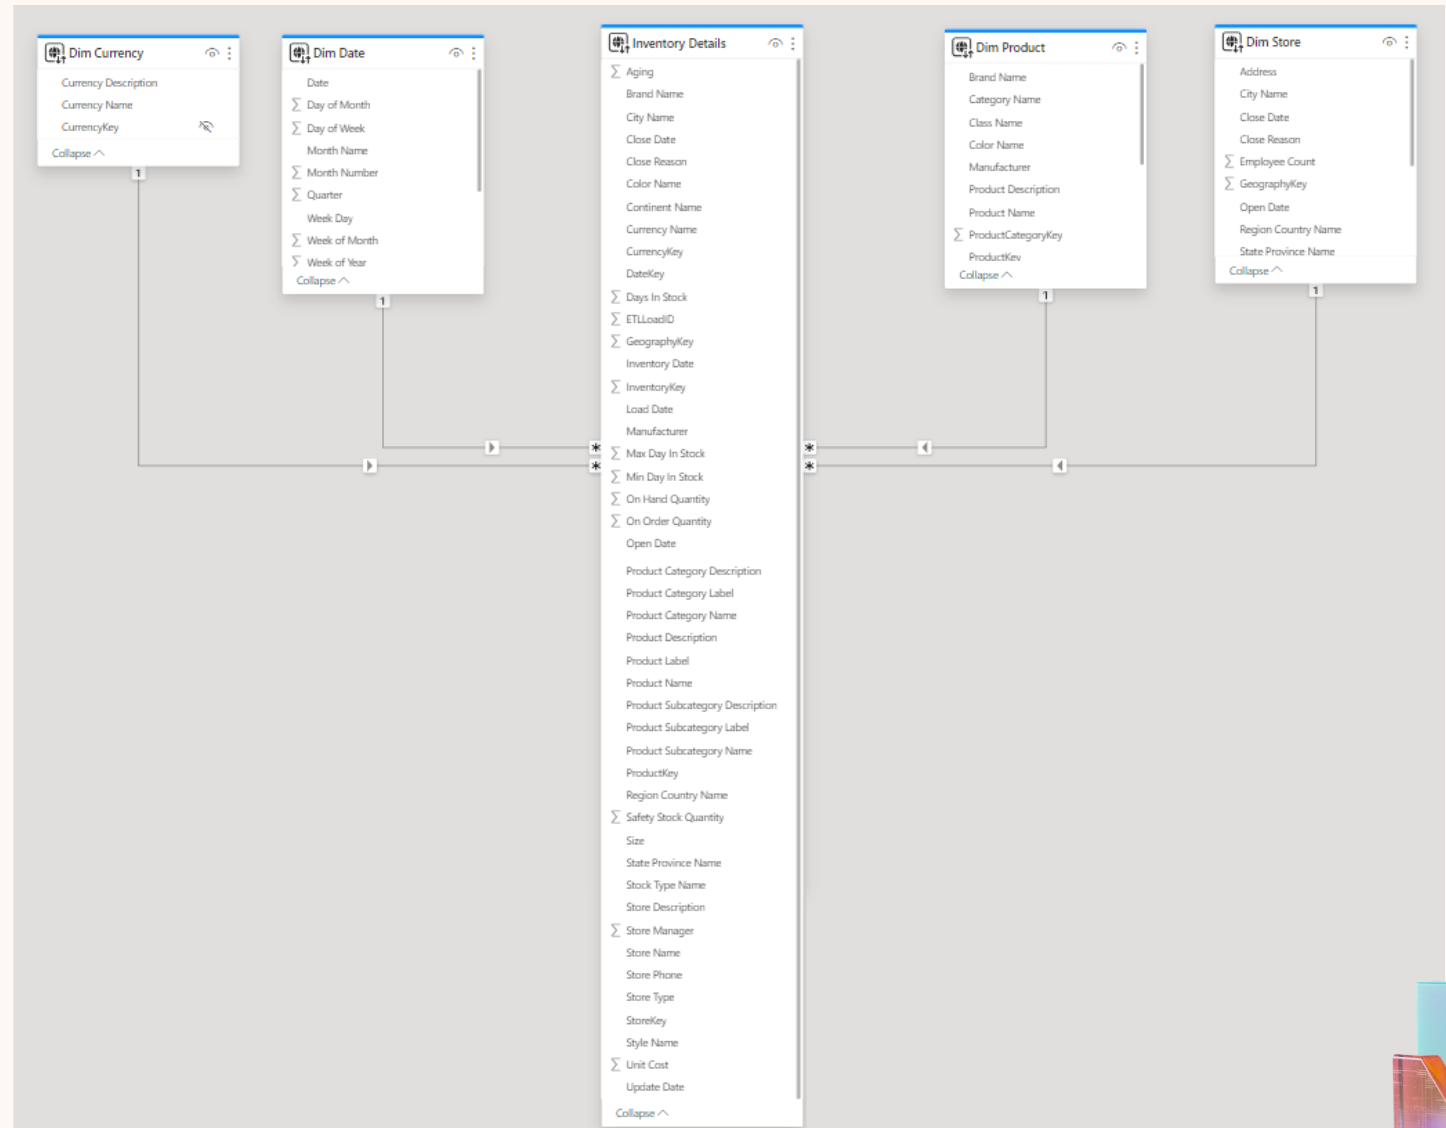 Dim Currency
Currency Description
Currency Name
CurrencyKey
Collapse
1
Dim Date
Date
Day of Month
Day of Week
Month Name
Month Number
Quarter
Week Day
Week of Month
Week of Year
Collapse
1
Inventory Details
Aging
Brand Name
City Name
Close Date
Close Reason
Color Name
Continent Name
Currency Name
CurrencyKey
DateKey
Days In Stock
ETLLoadID
GeographyKey
Inventory Date
InventoryKey
Load Date
Manufacturer
Max Day In Stock
Min Day In Stock
On Hand Quantity
On Order Quantity
Open Date
Product Category Description
Product Category Label
Product Category Name
Product Description
Product Label
Product Name
Product Subcategory Description
Product Subcategory Label
Product Subcategory Name
ProductKey
Region Country Name
Safety Stock Quantity
Size
State Province Name
Stock Type Name
Store Description
Store Manager
Store Name
Store Phone
Store Type
StoreKey
Style Name
Unit Cost
Update Date
Collapse
*
*
*
*
Dim Product
Brand Name
Category Name
Class Name
Color Name
Manufacturer
Product Description
Product Name
ProductCategoryKey
ProductKey
Collapse
1
Dim Store
Address
City Name
Close Date
Close Reason
Employee Count
GeographyKey
Open Date
Region Country Name
State Province Name
Collapse
1